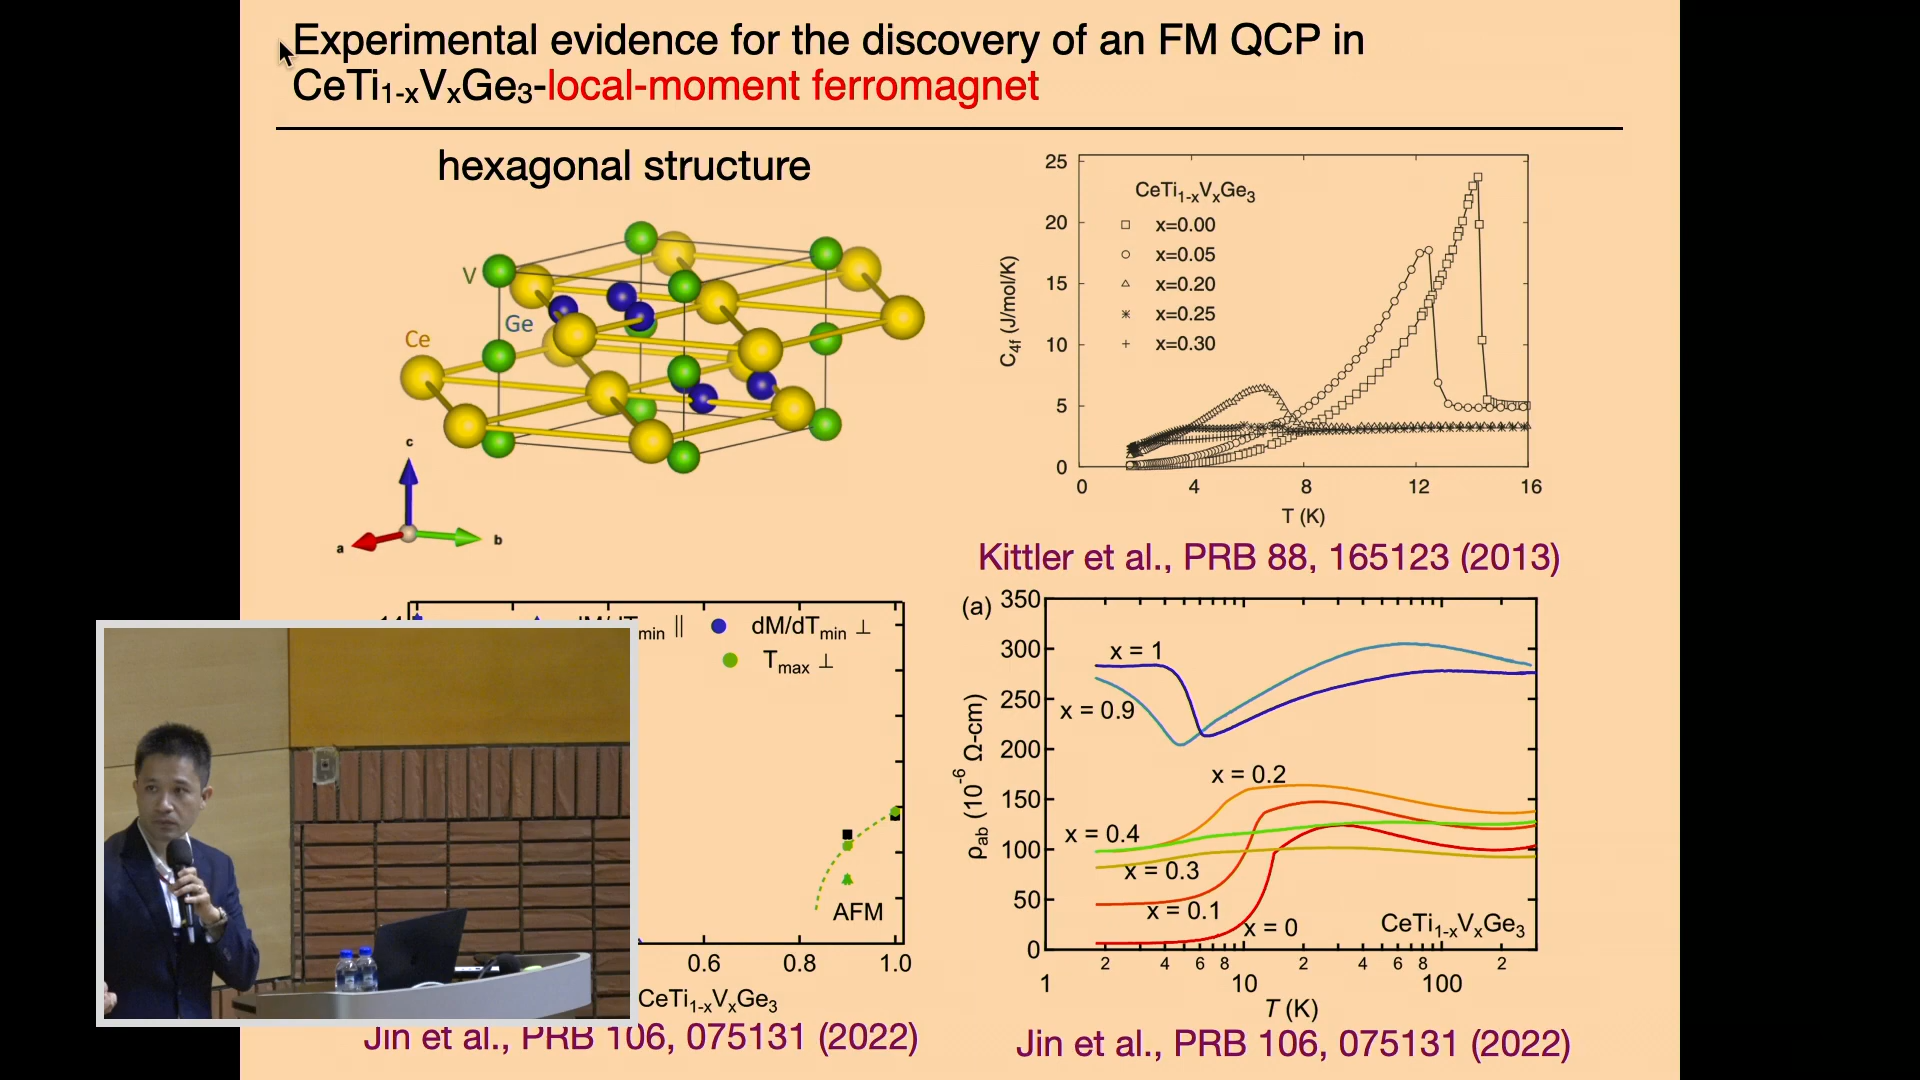 Experimental evidence for the discovery of an FM QCP in
CeTi1-xVxGe3-local-moment ferromagnet
hexagonal structure
V
Ge
Ce
c
a
b
25
20
15
10
5
0
C4f (J/mol/K)
CeTi1-xVxGe3
x=0.00
x=0.05
x=0.20
x=0.25
x=0.30
0 4 8 12 16
T (K)
Kittler et al., PRB 88, 165123 (2013)
min || dM/dTmin ⊥
Tmax ⊥
AFM
0.6 0.8 1.0
CeTi1-xVxGe3
Jin et al., PRB 106, 075131 (2022)
(a)
350
300
250
200
150
100
50
0
ρab (10-6 Ω-cm)
x = 1
x = 0.9
x = 0.2
x = 0.4
x = 0.3
x = 0.1
x = 0
CeTi1-xVxGe3
2 4 6 8 2 4 6 8 2
1 10 100
T (K)
Jin et al., PRB 106, 075131 (2022)